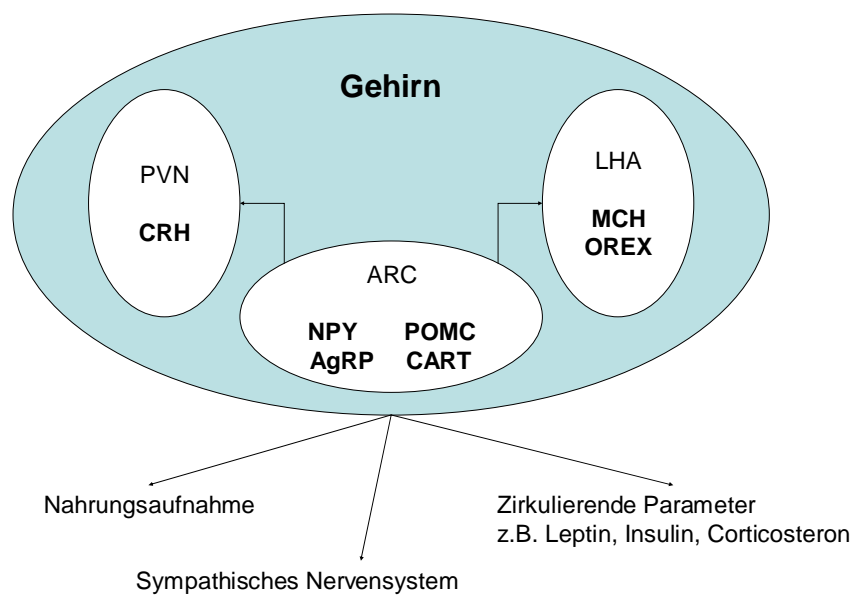 Gehirn
PVN
CRH
LHA
MCH
OREX
ARC
NPY POMC
AgRP CART
Nahrungsaufnahme
Zirkulierende Parameter
z.B. Leptin, Insulin, Corticosteron
Sympathisches Nervensystem